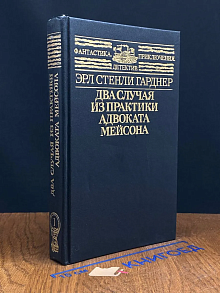 ФАНТАСТИКА
ПРИКЛЮЧЕНИЯ
ДЕТЕКТИВ
ЭРЛ СТЕНЛИ ГАРДНЕР
ДВА СЛУЧАЯ
ИЗ ПРАКТИКИ
АДВОКАТА
МЕЙСОНА
ДВА СЛУЧАЯ ИЗ ПРАКТИКИ
АДВОКАТА МЕЙСОНА